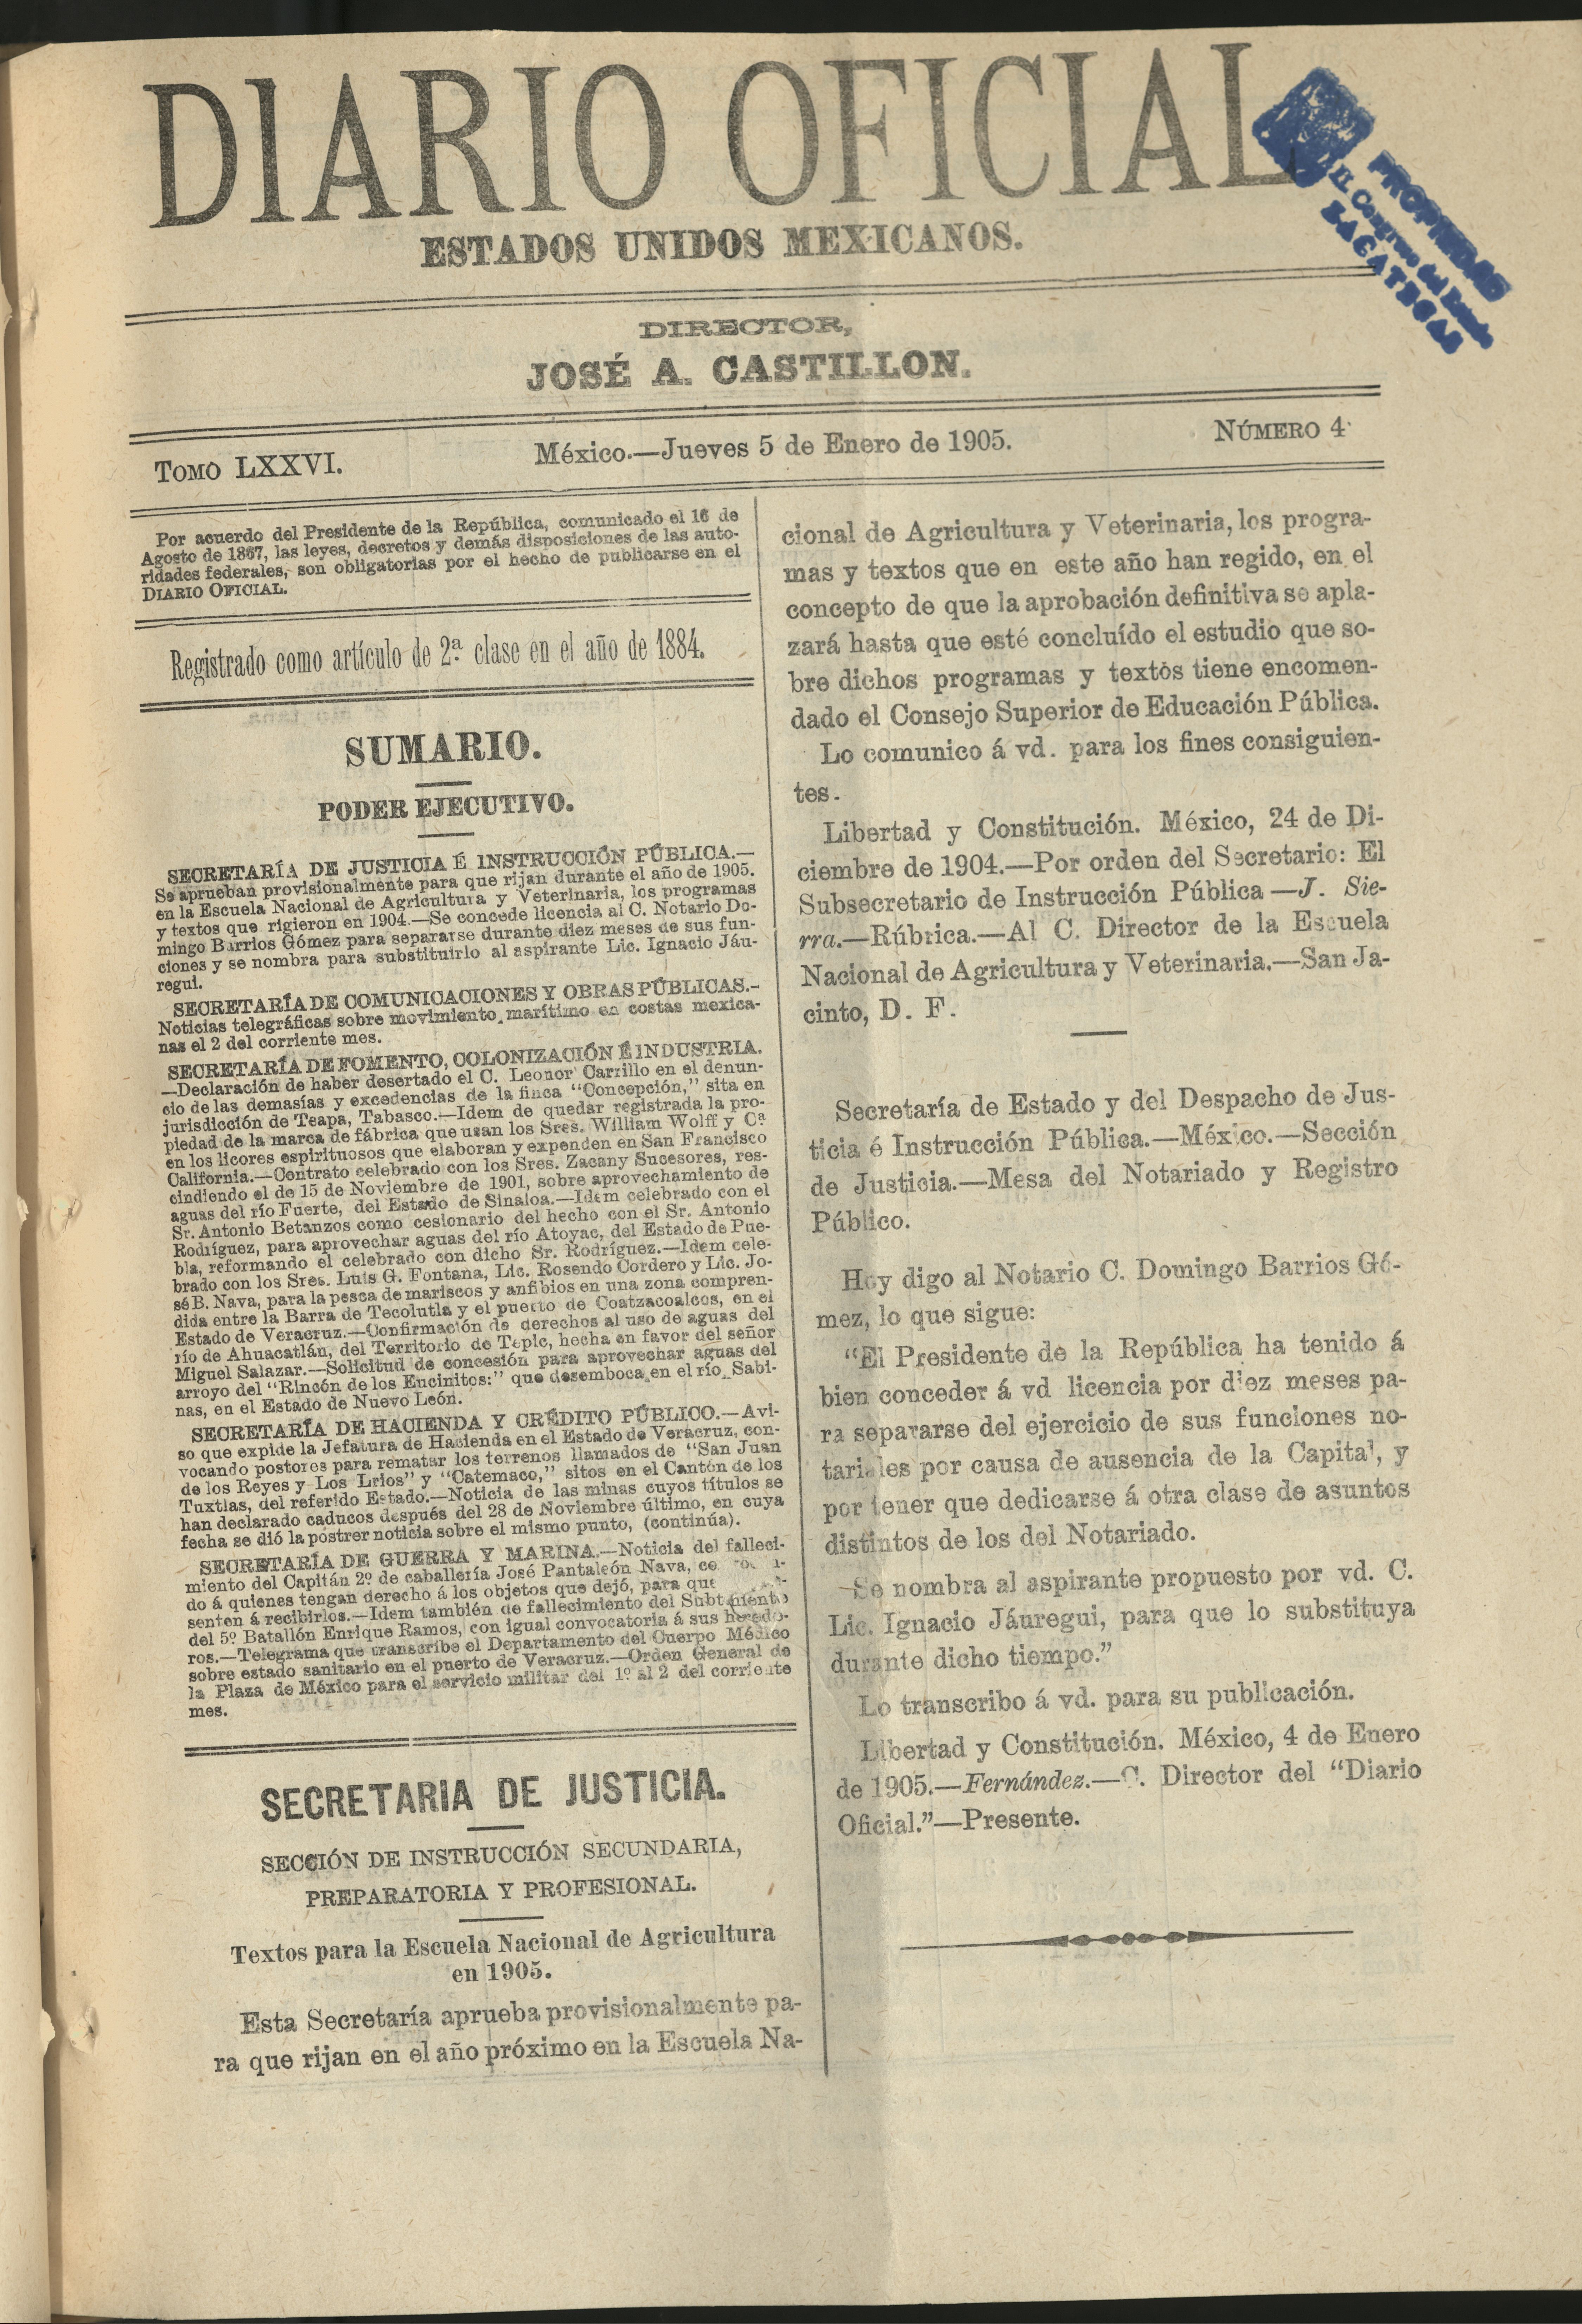 DIARIO OFICIAL
ESTADOS UNIDOS MEXICANOS.
PROPIEDAD
H. Congreso del Estado
ZACATECAS
DIRECTOR,
JOSÉ A. CASTILLON.
TOMO LXXVI.
México.—Jueves 5 de Enero de 1905.
NÚMERO 4
Por acuerdo del Presidente de la República, comunicado el 16 de
Agosto de 1867, las leyes, decretos y demás disposiciones de las auto-
ridades federales, son obligatorias por el hecho de publicarse en el
DIARIO OFICIAL.
Registrado como artículo de 2ª clase en el año de 1884.
SUMARIO.
PODER EJECUTIVO.
SECRETARÍA DE JUSTICIA É INSTRUCCIÓN PÚBLICA.—
Se aprueban provisionalmente para que rijan durante el año de 1905.
en la Escuela Nacional de Agricultura y Veterinaria, los programas
y textos que rigieron en 1904.—Se concede licencia al C. Notario Do-
mingo Barrios Gómez para separarse durante diez meses de sus fun-
ciones y se nombra para substituirlo al aspirante Lic. Ignacio Jáu-
regui.
SECRETARÍA DE COMUNICACIONES Y OBRAS PÚBLICAS.-
Noticias telegráficas sobre movimiento marítimo en costas mexica-
nas el 2 del corriente mes.
SECRETARÍA DE FOMENTO, COLONIZACIÓN É INDUSTRIA.
—Declaración de haber desertado el C. Leonor Carrillo en el denun-
cio de las demasías y excedencias de la finca "Concepción," sita en
jurisdicción de Teapa, Tabasco.—Idem de quedar registrada la pro-
piedad de la marca de fábrica que usan los Sres. William Wolff y Cª
en los licores espirituosos que elaboran y expenden en San Francisco
California.—Contrato celebrado con los Sres. Zacany Sucesores, res-
cindiendo el de 15 de Noviembre de 1901, sobre aprovechamiento de
aguas del río Fuerte, del Estado de Sinaloa.—Idem celebrado con el
Sr. Antonio Betanzos como cesionario del hecho con el Sr. Antonio
Rodríguez, para aprovechar aguas del río Atoyac, del Estado de Pue-
bla, reformando el celebrado con dicho Sr. Rodríguez.—Idem cele-
brado con los Sres. Luis G. Fontana, Lic. Rosendo Cordero y Lic. Jo-
sé B. Nava, para la pesca de mariscos y anfibios en una zona compren-
dida entre la Barra de Tecolutla y el puerto de Coatzacoalcos, en el
Estado de Veracruz.—Confirmación de derechos al uso de aguas del
río de Ahuacatlán, del Territorio de Tepic, hecha en favor del señor
Miguel Salazar.—Solicitud de concesión para aprovechar aguas del
arroyo del "Rincón de los Encinitos:" que desemboca en el río Sabi-
nas, en el Estado de Nuevo León.
SECRETARÍA DE HACIENDA Y CRÉDITO PÚBLICO.—Avi-
so que expide la Jefatura de Hacienda en el Estado de Veracruz, con-
vocando postores para rematar los terrenos llamados de "San Juan
de los Reyes y Los Lrios" y "Catemaco," sitos en el Cantón de los
Tuxtlas, del referido Estado.—Noticia de las minas cuyos títulos se
han declarado caducos después del 28 de Noviembre último, en cuya
fecha se dió la postrer noticia sobre el mismo punto, (continúa).
SECRETARÍA DE GUERRA Y MARINA.—Noticia del falleci-
miento del Capitán 2º de caballería José Pantaleón Nava,
do á quienes tengan derecho á los objetos que dejó, para que
senten á recibirlos.—Idem también de fallecimiento del Subteniente
del 5º Batallón Enrique Ramos, con igual convocatoria á sus herede-
ros.—Telegrama que transcribe el Departamento del Cuerpo Médico
sobre estado sanitario en el puerto de Veracruz.—Orden General de
la Plaza de México para el servicio militar del 1º al 2 del corriente
mes.
SECRETARIA DE JUSTICIA.
SECCIÓN DE INSTRUCCIÓN SECUNDARIA,
PREPARATORIA Y PROFESIONAL.
Textos para la Escuela Nacional de Agricultura
en 1905.
Esta Secretaría aprueba provisionalmente pa-
ra que rijan en el año próximo en la Escuela Na-
cional de Agricultura y Veterinaria, los progra-
mas y textos que en este año han regido, en el
concepto de que la aprobación definitiva se apla-
zará hasta que esté concluído el estudio que so-
bre dichos programas y textos tiene encomen-
dado el Consejo Superior de Educación Pública.
Lo comunico á vd. para los fines consiguien-
tes.
Libertad y Constitución. México, 24 de Di-
ciembre de 1904.—Por orden del Secretario: El
Subsecretario de Instrucción Pública—J. Sie-
rra.—Rúbrica.—Al C. Director de la Escuela
Nacional de Agricultura y Veterinaria.—San Ja-
cinto, D. F.
Secretaría de Estado y del Despacho de Jus-
ticia é Instrucción Pública.—México.—Sección
de Justicia.—Mesa del Notariado y Registro
Público.
Hoy digo al Notario C. Domingo Barrios Gó-
mez, lo que sigue:
"El Presidente de la República ha tenido á
bien conceder á vd licencia por diez meses pa-
ra separarse del ejercicio de sus funciones no-
tariales por causa de ausencia de la Capital, y
por tener que dedicarse á otra clase de asuntos
distintos de los del Notariado.
—Se nombra al aspirante propuesto por vd. C.
Lic. Ignacio Jáuregui, para que lo substituya
durante dicho tiempo."
Lo transcribo á vd. para su publicación.
Libertad y Constitución. México, 4 de Enero
de 1905.—Fernández.—C. Director del "Diario
Oficial."—Presente.